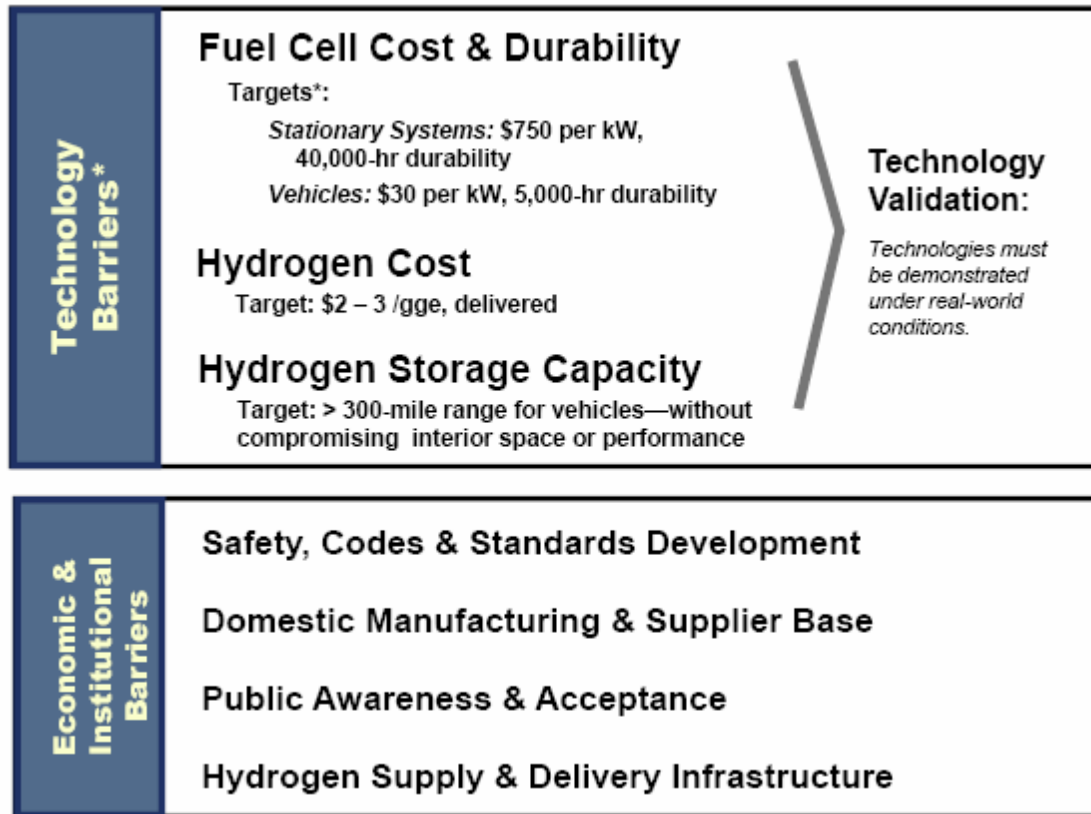 Technology
Barriers*
Fuel Cell Cost & Durability
Targets*:
Stationary Systems: $750 per kW,
40,000-hr durability
Vehicles: $30 per kW, 5,000-hr durability
Hydrogen Cost
Target: $2 – 3 /gge, delivered
Hydrogen Storage Capacity
Target: > 300-mile range for vehicles—without
compromising interior space or performance
Technology
Validation:
Technologies must
be demonstrated
under real-world
conditions.
Economic &
Institutional
Barriers
Safety, Codes & Standards Development
Domestic Manufacturing & Supplier Base
Public Awareness & Acceptance
Hydrogen Supply & Delivery Infrastructure